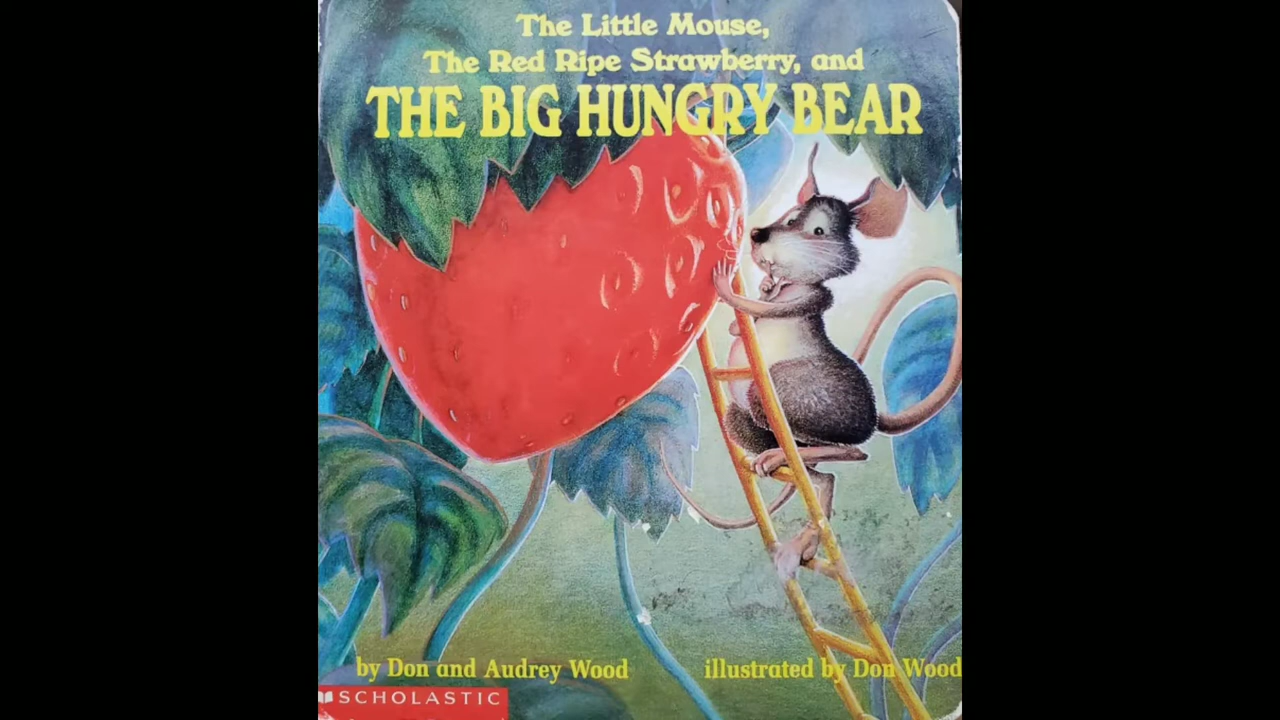 The Little Mouse,
The Red Ripe Strawberry, and
THE BIG HUNGRY BEAR
by Don and Audrey Wood
illustrated by Don Wood
SCHOLASTIC